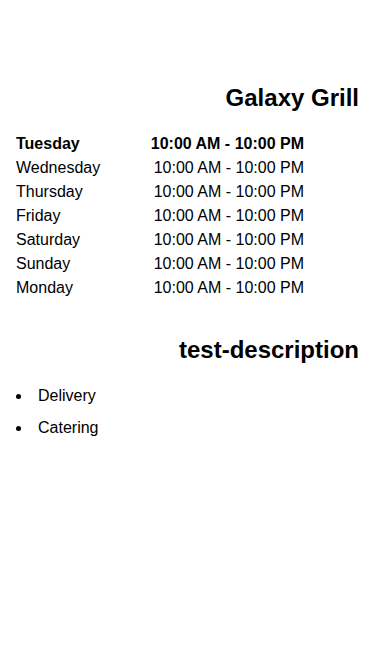 Galaxy Grill
Tuesday 10:00 AM - 10:00 PM
Wednesday 10:00 AM - 10:00 PM
Thursday 10:00 AM - 10:00 PM
Friday 10:00 AM - 10:00 PM
Saturday 10:00 AM - 10:00 PM
Sunday 10:00 AM - 10:00 PM
Monday 10:00 AM - 10:00 PM
test-description
• Delivery
• Catering